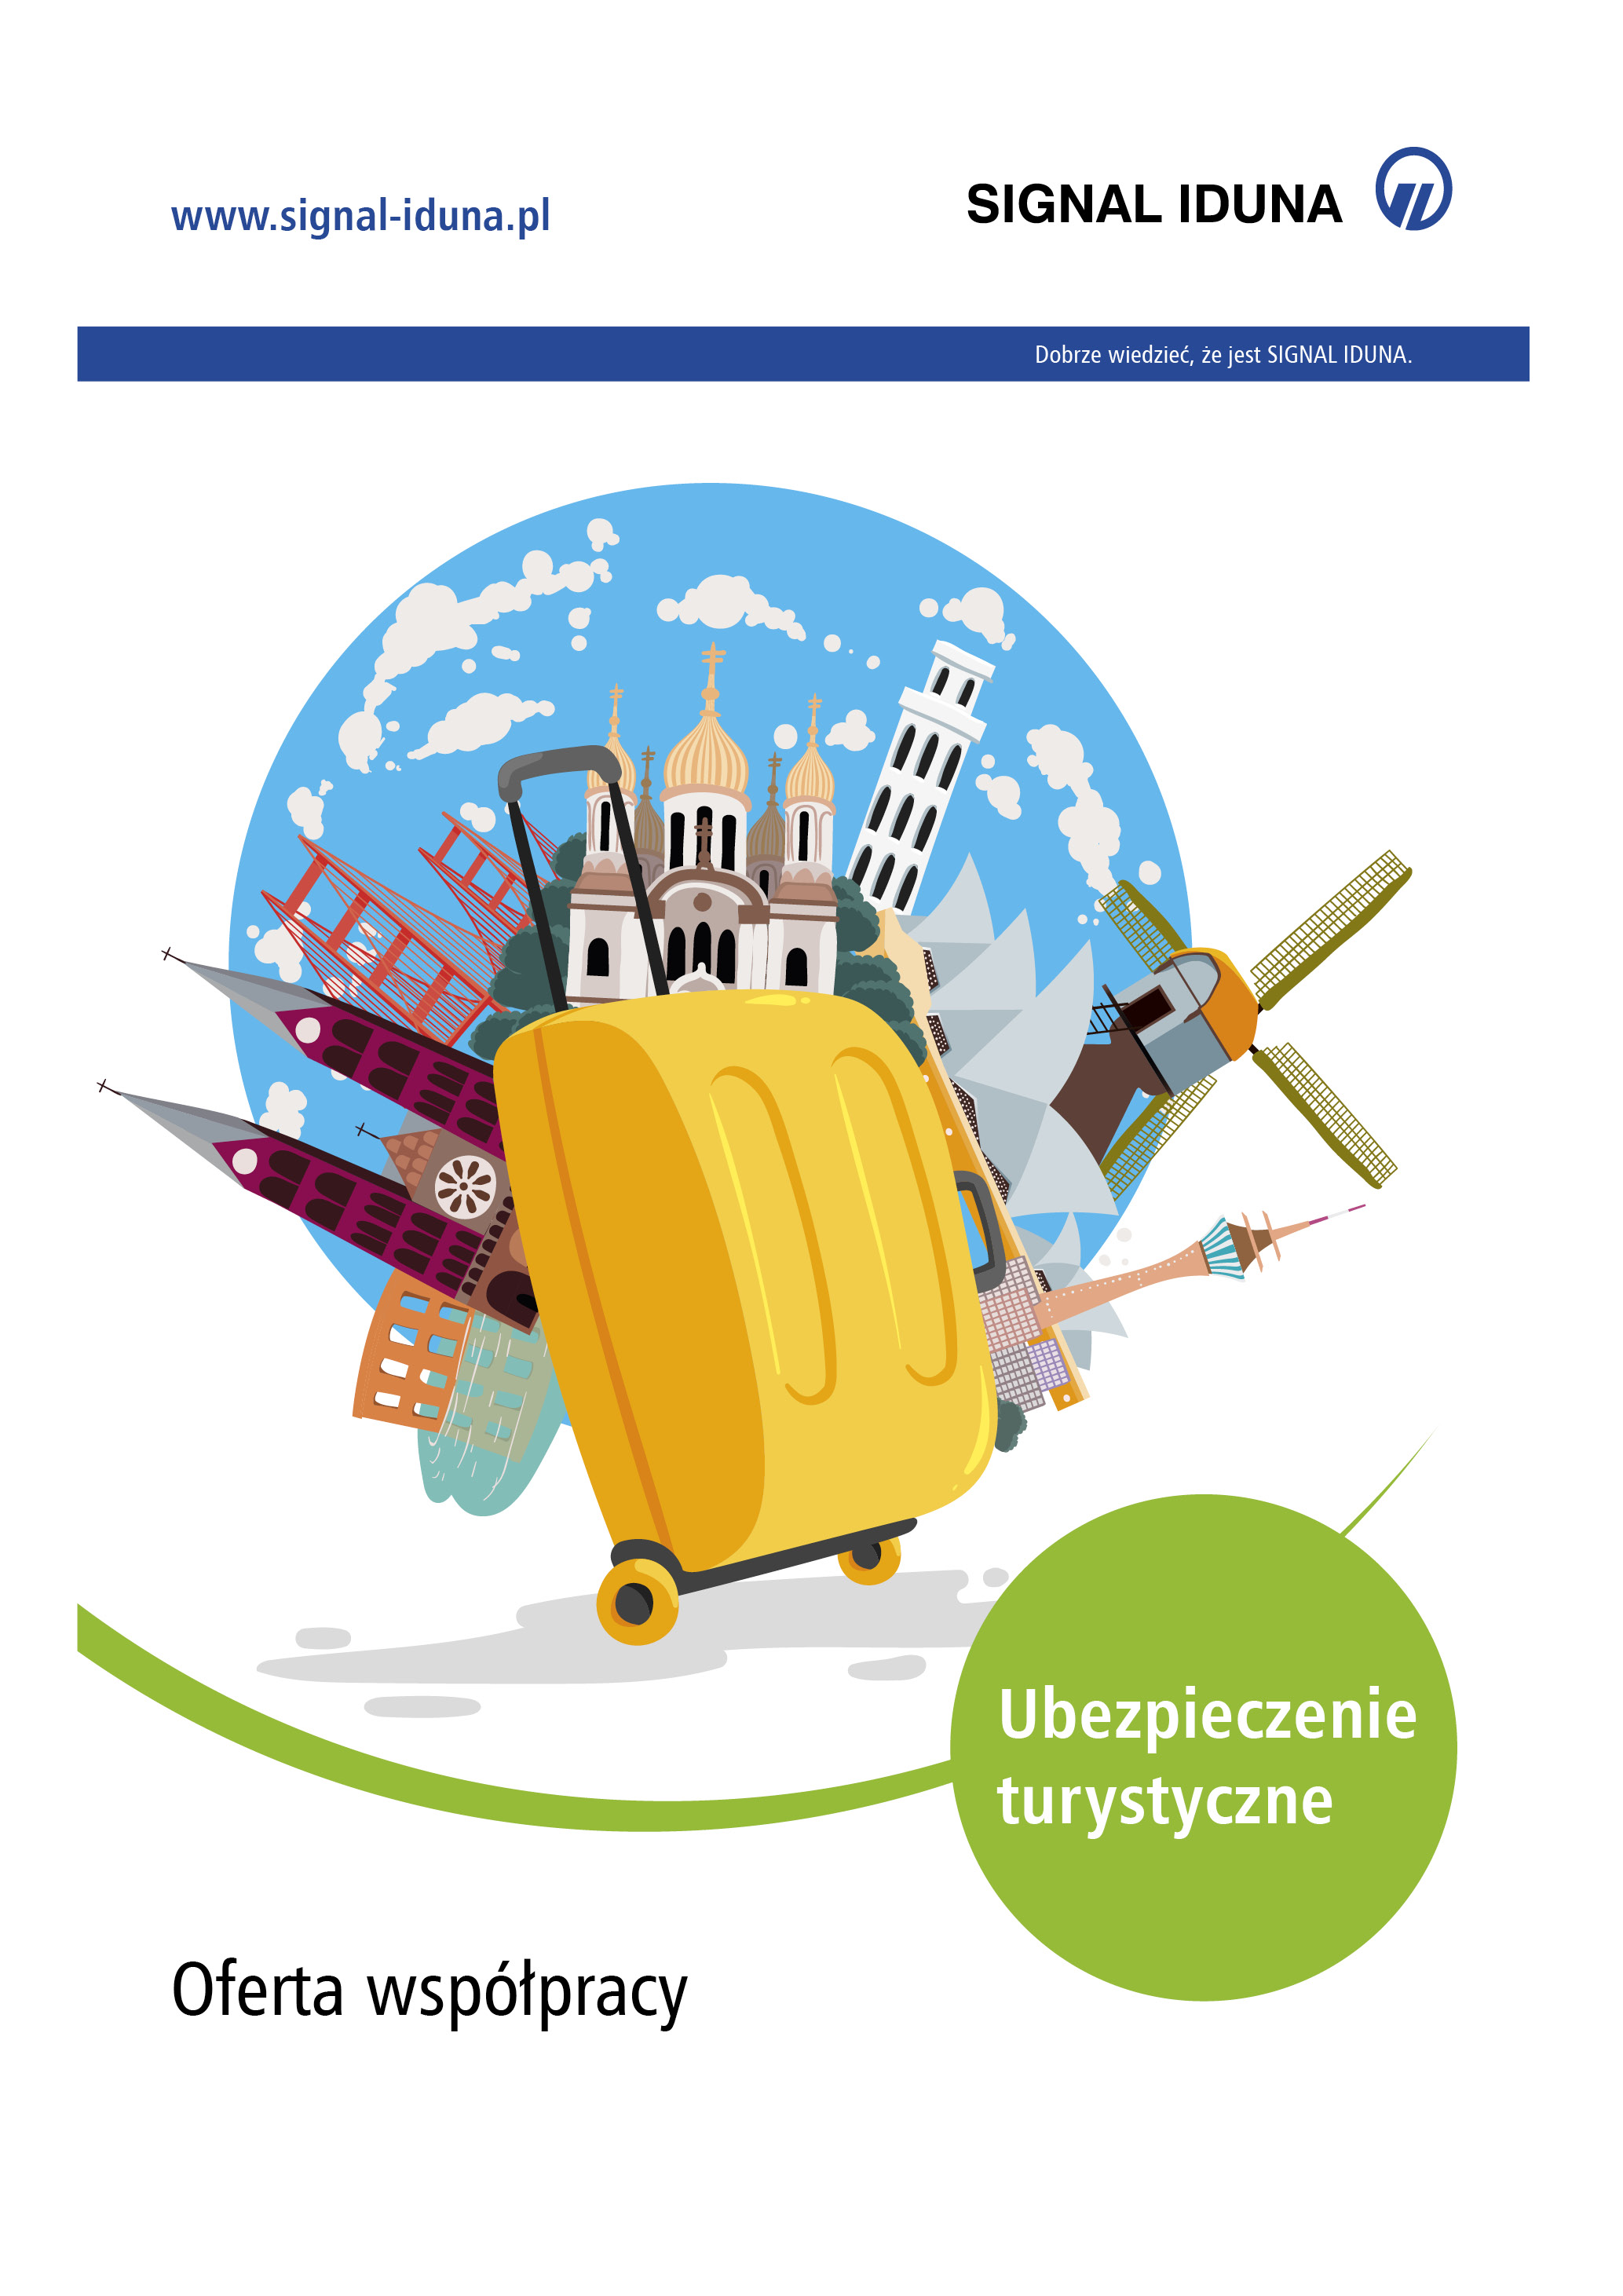 www.signal-iduna.pl
SIGNAL IDUNA
Dobrze wiedzieć, że jest SIGNAL IDUNA.
Ubezpieczenie
turystyczne
Oferta współpracy